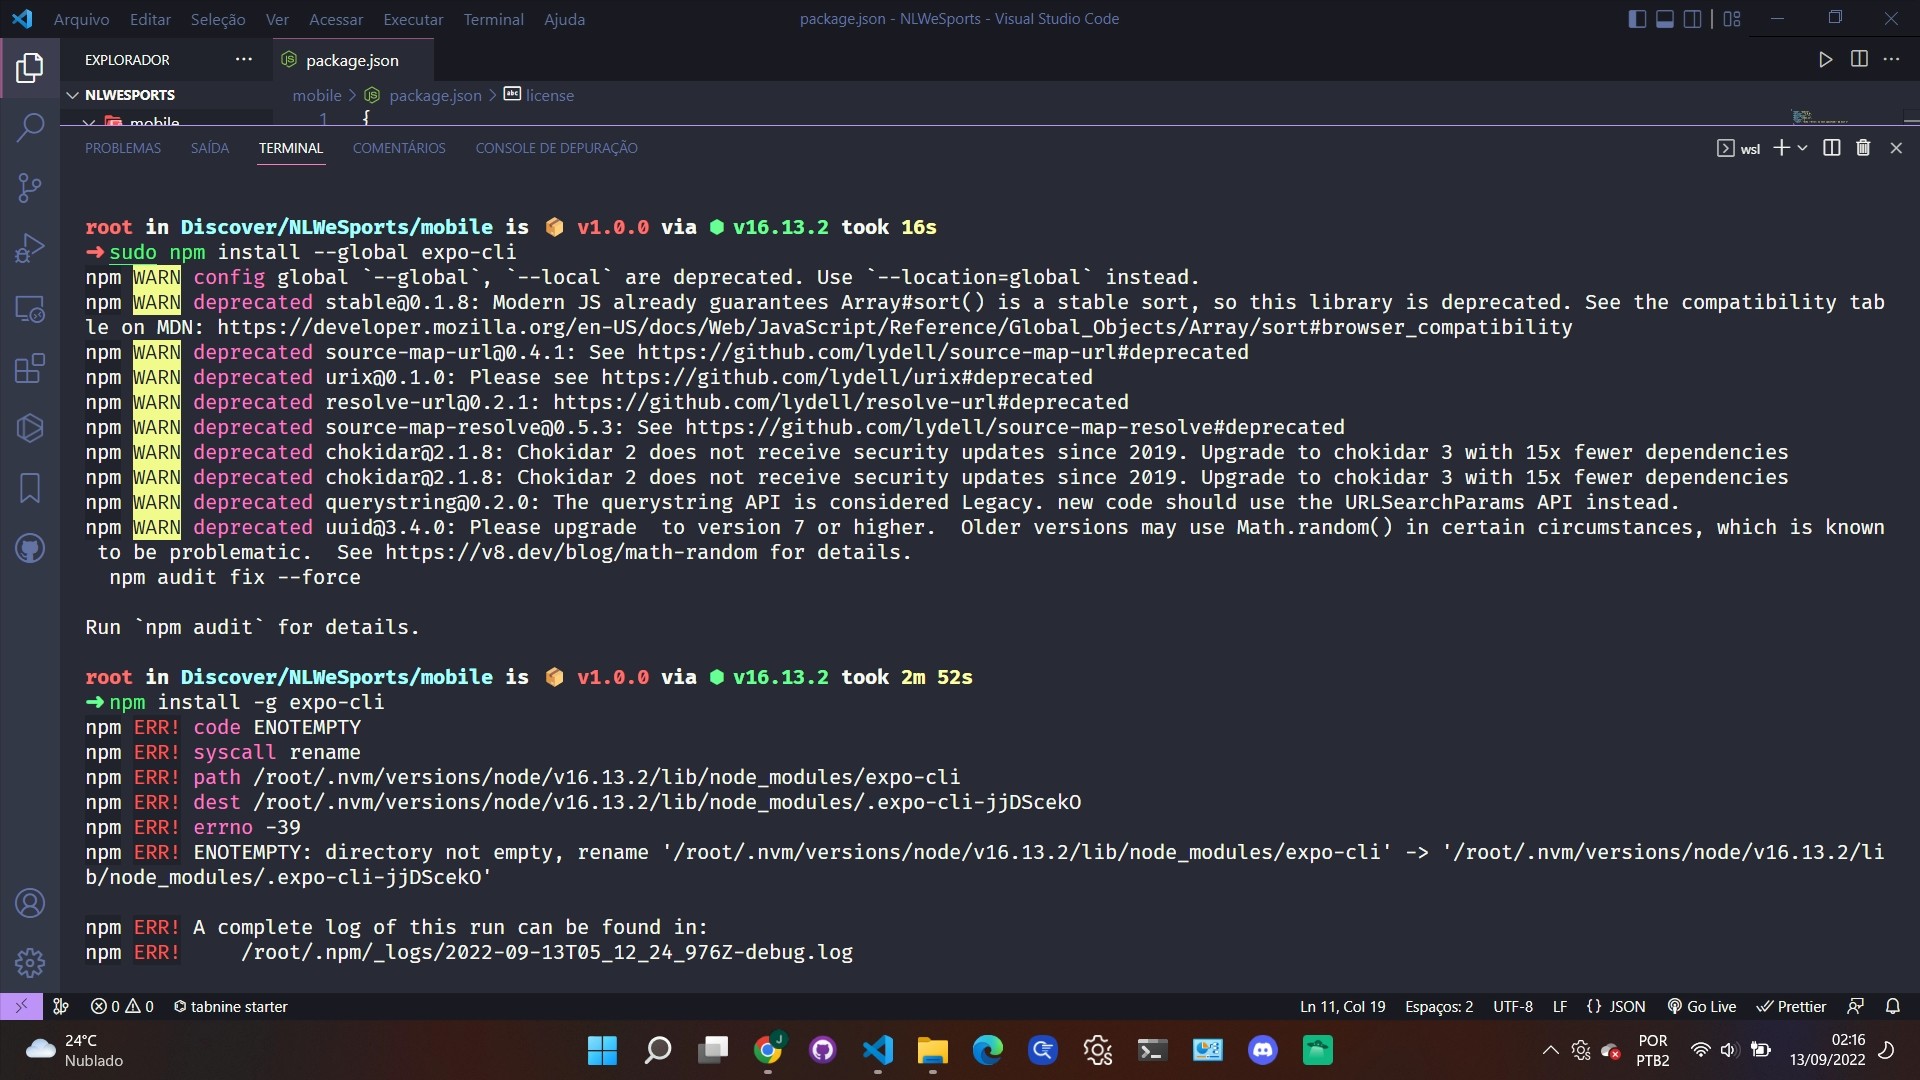 Arquivo Editar Seleção Ver Acessar Executar Terminal Ajuda
package.json - NLWeSports - Visual Studio Code
EXPLORADOR ···
package.json
NLWESPORTS
mobile > package.json > license
mobile
1 {
PROBLEMAS SAÍDA TERMINAL COMENTÁRIOS CONSOLE DE DEPURAÇÃO
wsl
root in Discover/NLWeSports/mobile is 📦 v1.0.0 via ⬢ v16.13.2 took 16s
➜ sudo npm install --global expo-cli
npm WARN config global `--global`, `--local` are deprecated. Use `--location=global` instead.
npm WARN deprecated stable@0.1.8: Modern JS already guarantees Array#sort() is a stable sort, so this library is deprecated. See the compatibility tab
le on MDN: https://developer.mozilla.org/en-US/docs/Web/JavaScript/Reference/Global_Objects/Array/sort#browser_compatibility
npm WARN deprecated source-map-url@0.4.1: See https://github.com/lydell/source-map-url#deprecated
npm WARN deprecated urix@0.1.0: Please see https://github.com/lydell/urix#deprecated
npm WARN deprecated resolve-url@0.2.1: https://github.com/lydell/resolve-url#deprecated
npm WARN deprecated source-map-resolve@0.5.3: See https://github.com/lydell/source-map-resolve#deprecated
npm WARN deprecated chokidar@2.1.8: Chokidar 2 does not receive security updates since 2019. Upgrade to chokidar 3 with 15x fewer dependencies
npm WARN deprecated chokidar@2.1.8: Chokidar 2 does not receive security updates since 2019. Upgrade to chokidar 3 with 15x fewer dependencies
npm WARN deprecated querystring@0.2.0: The querystring API is considered Legacy. new code should use the URLSearchParams API instead.
npm WARN deprecated uuid@3.4.0: Please upgrade  to version 7 or higher.  Older versions may use Math.random() in certain circumstances, which is known
 to be problematic.  See https://v8.dev/blog/math-random for details.
  npm audit fix --force
Run `npm audit` for details.
root in Discover/NLWeSports/mobile is 📦 v1.0.0 via ⬢ v16.13.2 took 2m 52s
➜ npm install -g expo-cli
npm ERR! code ENOTEMPTY
npm ERR! syscall rename
npm ERR! path /root/.nvm/versions/node/v16.13.2/lib/node_modules/expo-cli
npm ERR! dest /root/.nvm/versions/node/v16.13.2/lib/node_modules/.expo-cli-jjDScekO
npm ERR! errno -39
npm ERR! ENOTEMPTY: directory not empty, rename '/root/.nvm/versions/node/v16.13.2/lib/node_modules/expo-cli' -> '/root/.nvm/versions/node/v16.13.2/li
b/node_modules/.expo-cli-jjDScekO'
npm ERR! A complete log of this run can be found in:
npm ERR!     /root/.npm/_logs/2022-09-13T05_12_24_976Z-debug.log
0 0 tabnine starter
Ln 11, Col 19 Espaços: 2 UTF-8 LF {} JSON Go Live Prettier
24°C
Nublado
J
POR
PTB2
02:16
13/09/2022